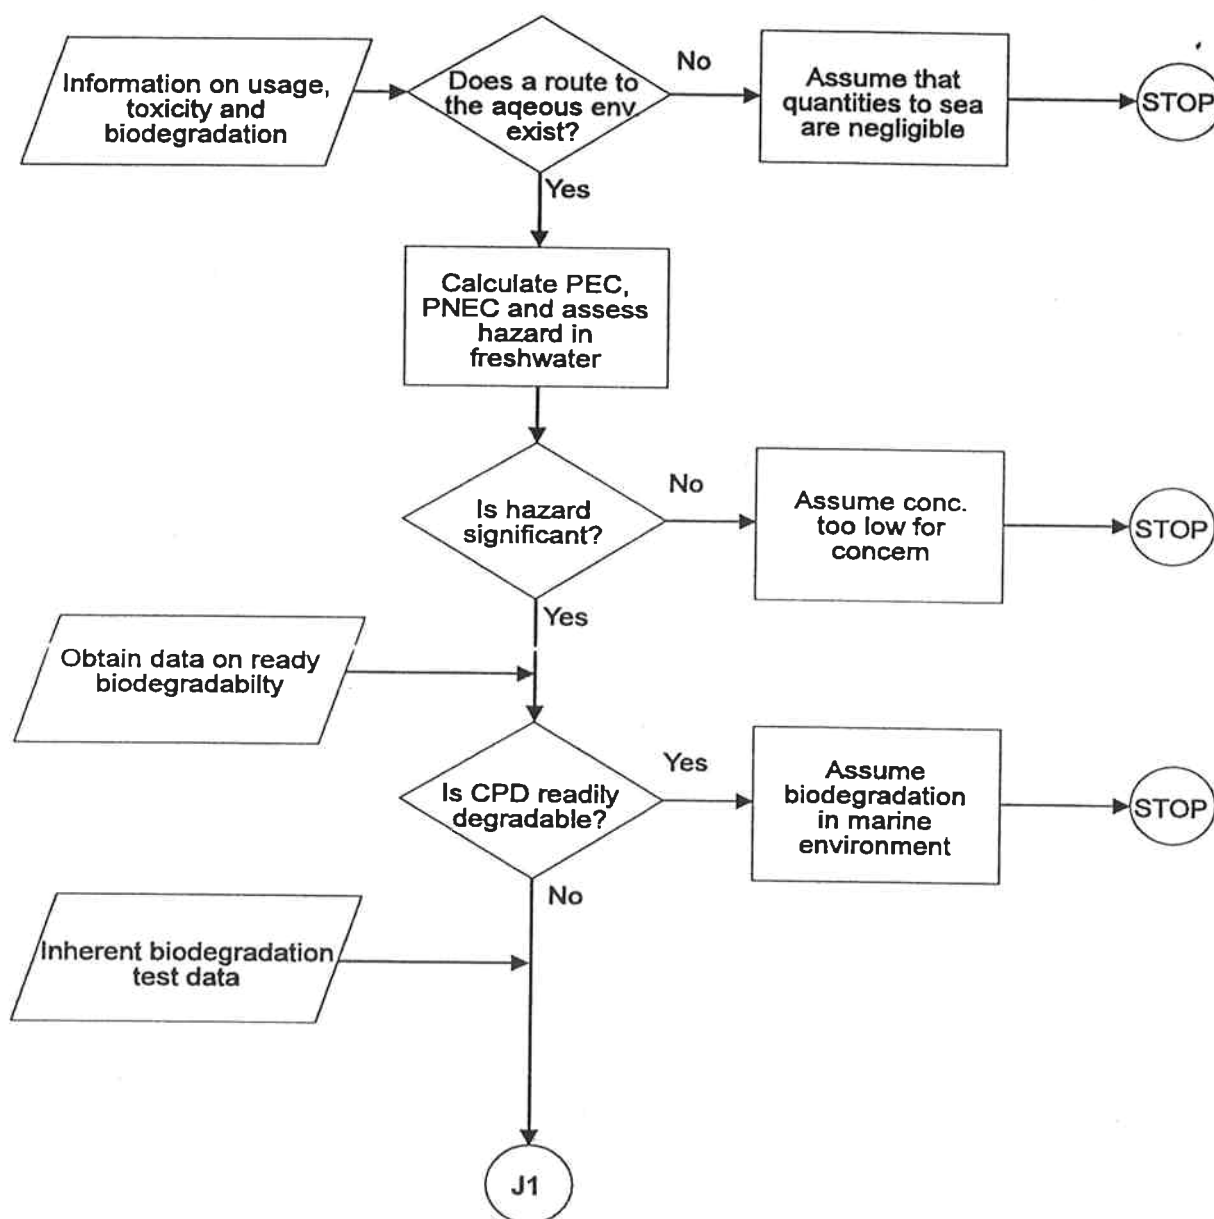 Information on usage,
toxicity and
biodegradation
Does a route to
the aqeous env.
exist?
No
Assume that
quantities to sea
are negligible
STOP
Yes
Calculate PEC,
PNEC and assess
hazard in
freshwater
Is hazard
significant?
No
Assume conc.
too low for
concern
STOP
Yes
Obtain data on ready
biodegradabilty
Is CPD readily
degradable?
Yes
Assume
biodegradation
in marine
environment
STOP
No
Inherent biodegradation
test data
J1